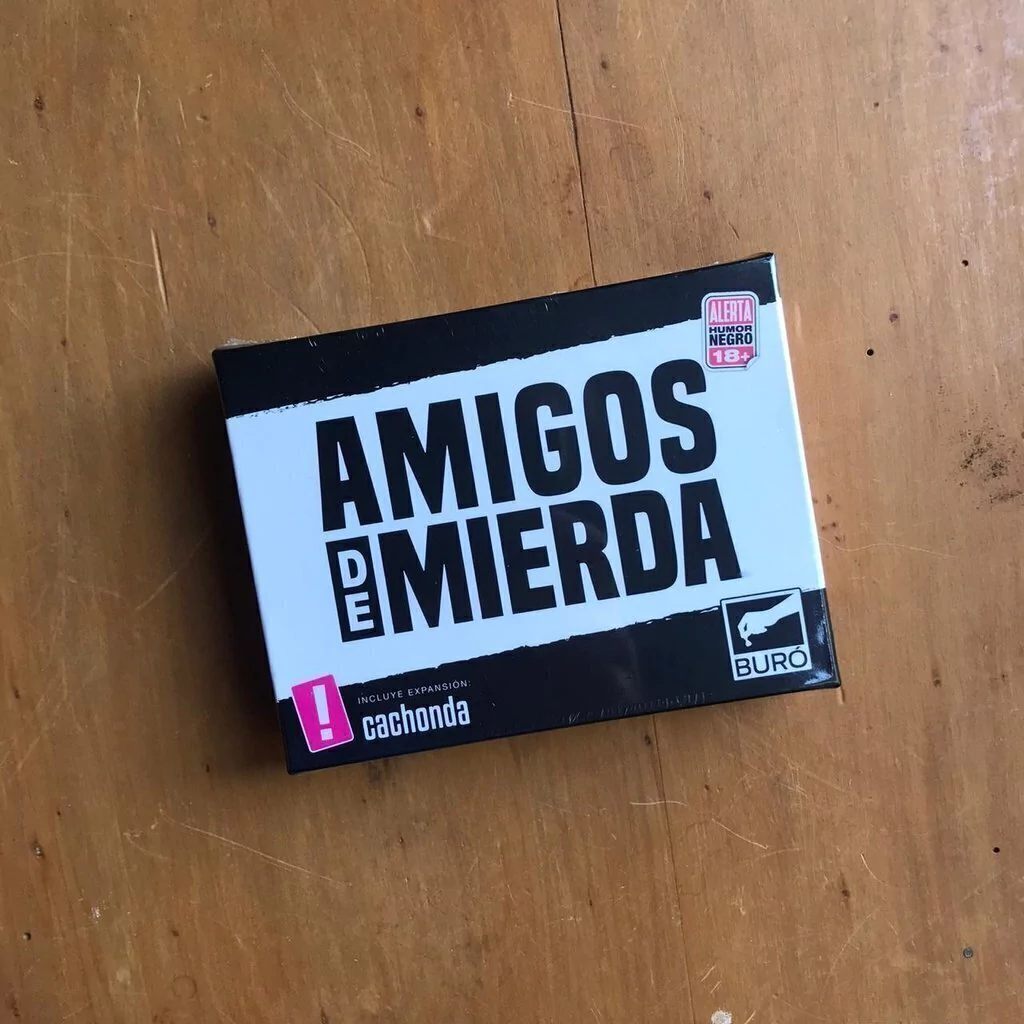 ALERTA
HUMOR
NEGRO
18+
AMIGOS
DE MIERDA
BURÓ
INCLUYE EXPANSIÓN:
! cachonda